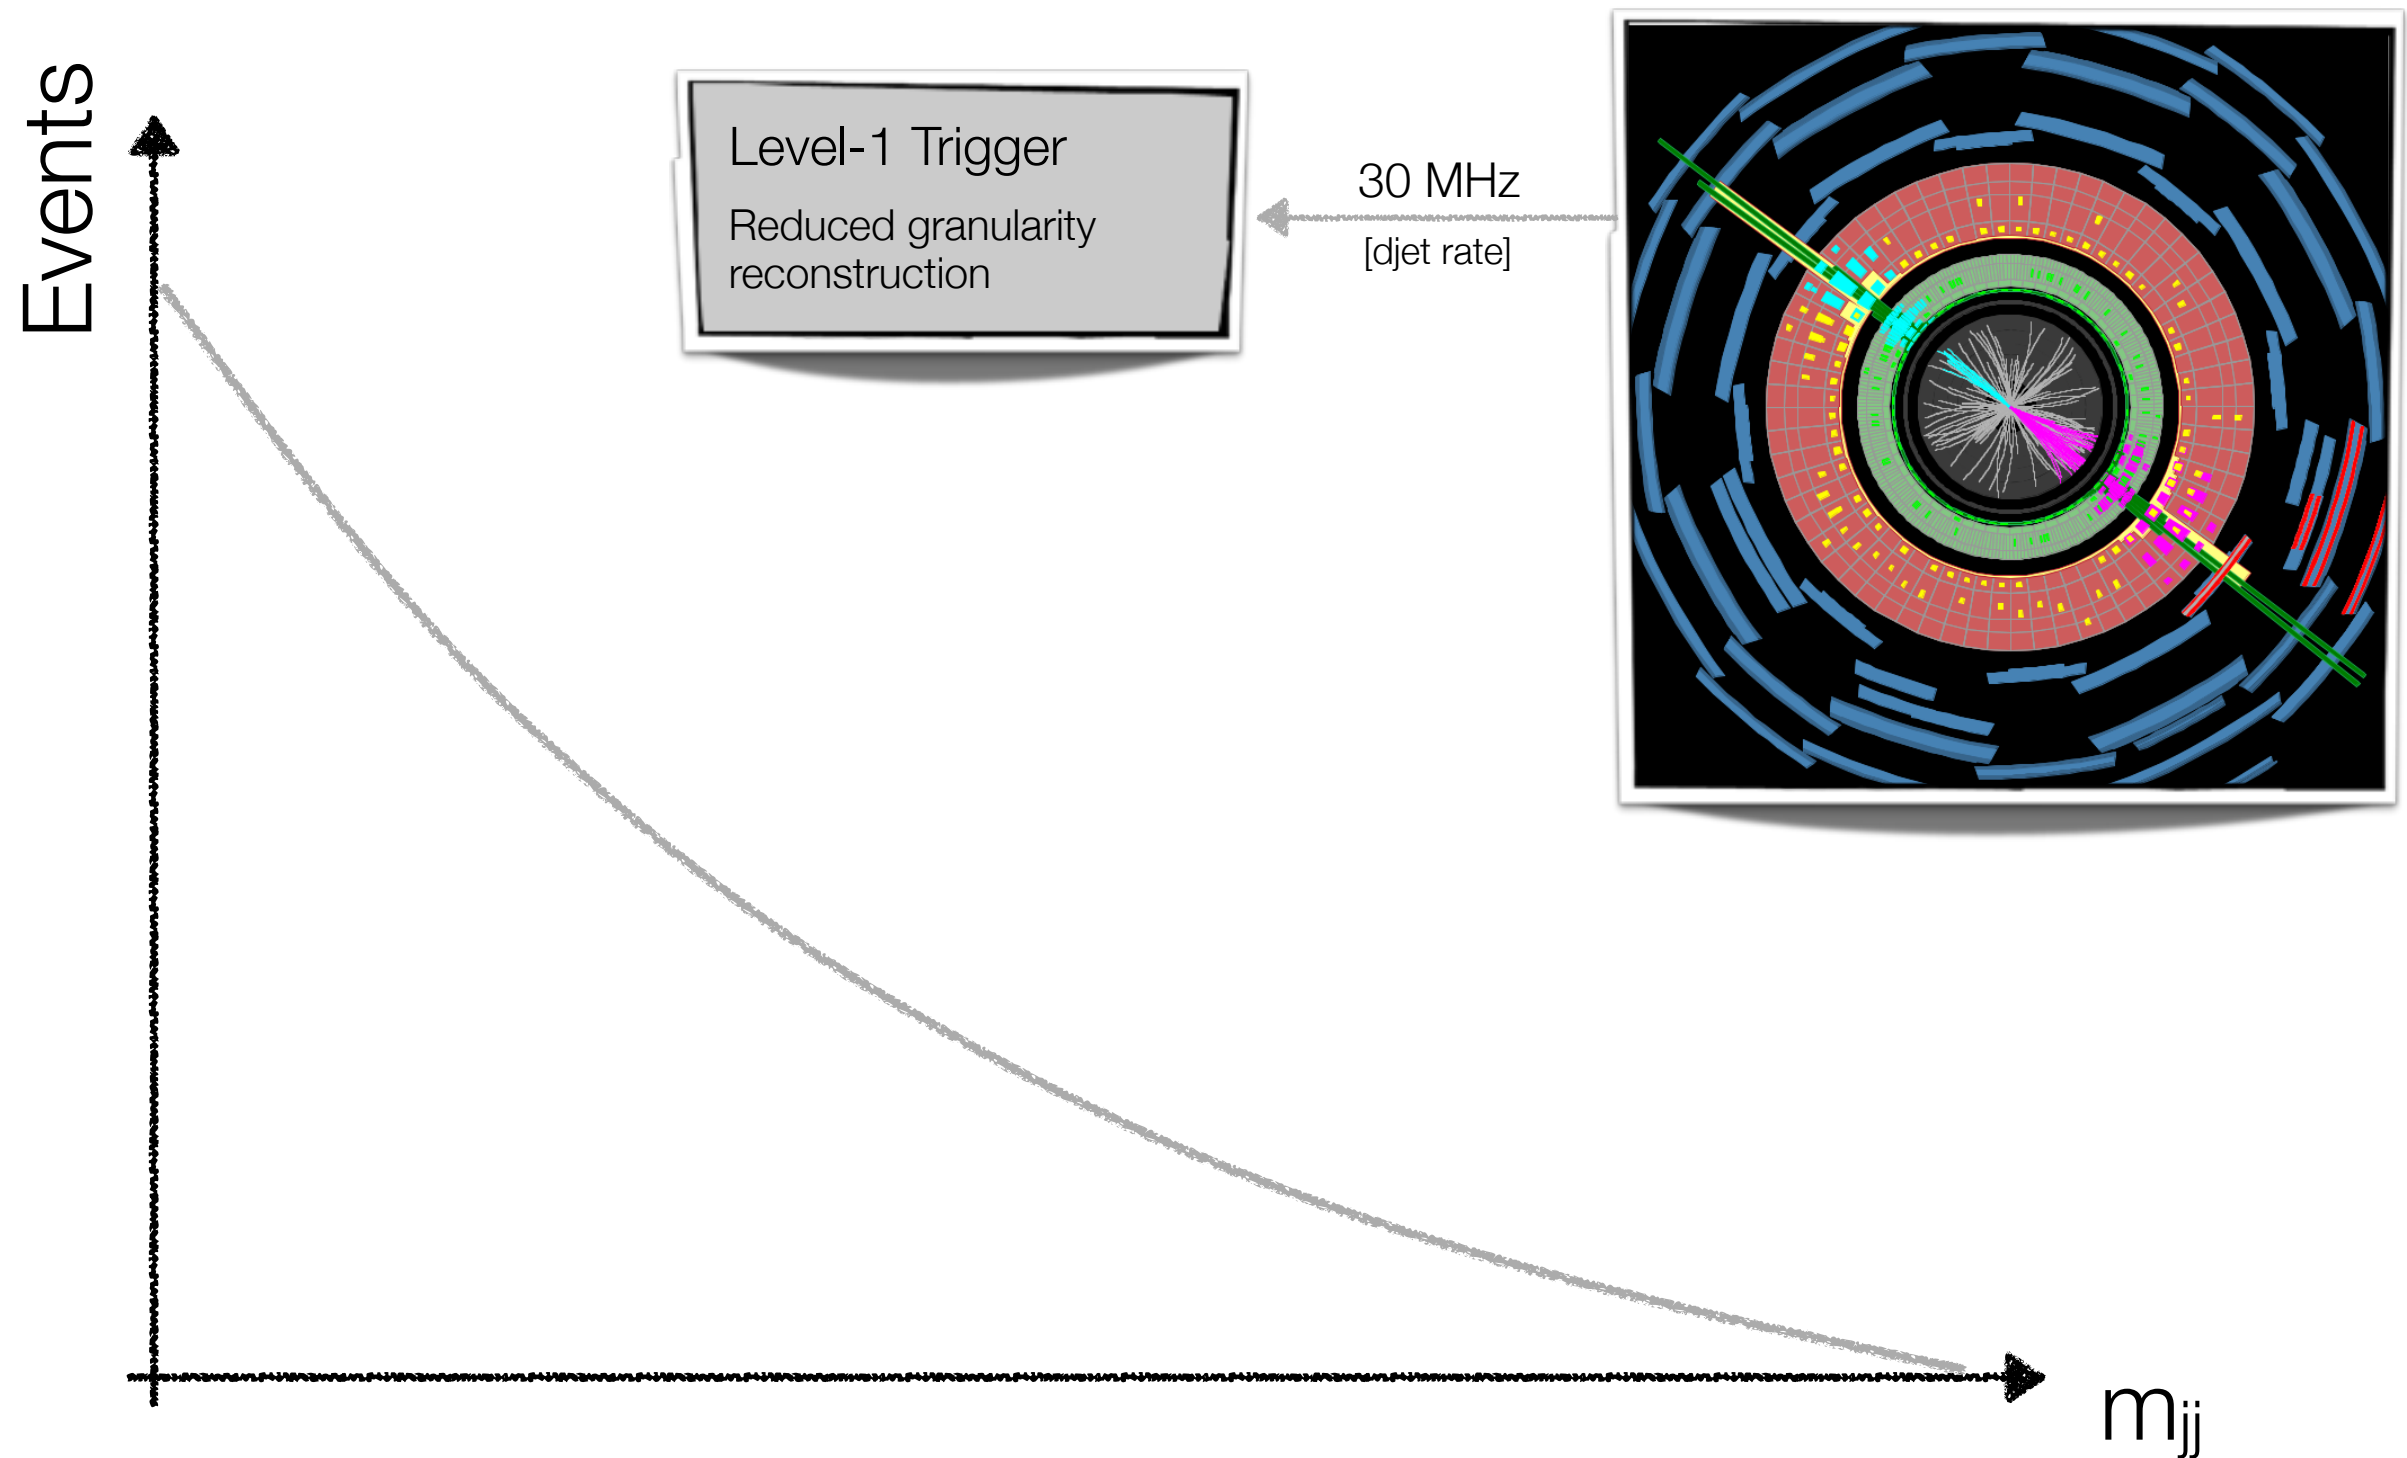 Events
Level-1 Trigger
Reduced granularity
reconstruction
30 MHz
[djet rate]
mjj